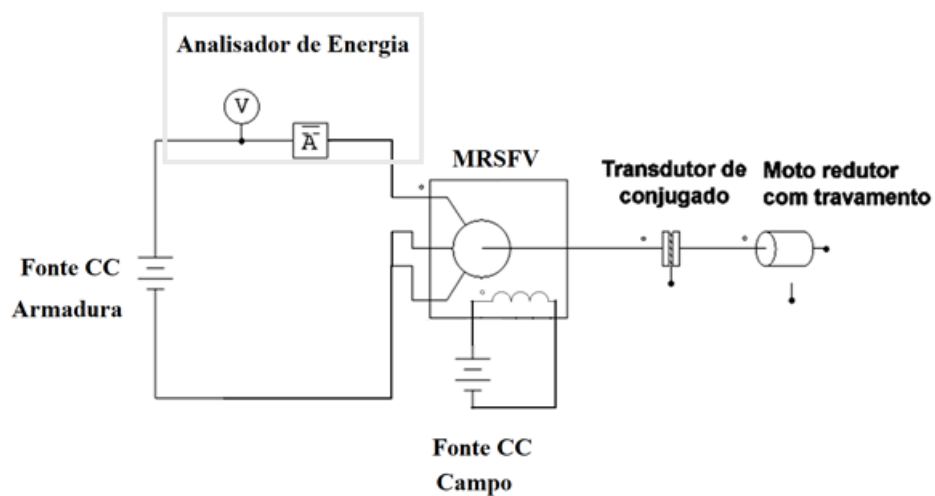 Analisador de Energia
V
A
MRSFV
Transdutor de
conjugado
Moto redutor
com travamento
Fonte CC
Armadura
Fonte CC
Campo